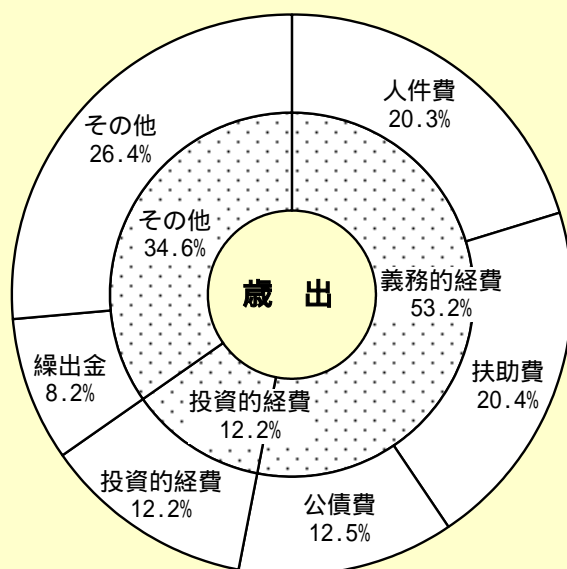 人件費
20.3%
その他
26.4%
その他
34.6%
義務的経費
53.2%
歳 出
扶助費
20.4%
繰出金
8.2%
投資的経費
12.2%
投資的経費
12.2%
公債費
12.5%